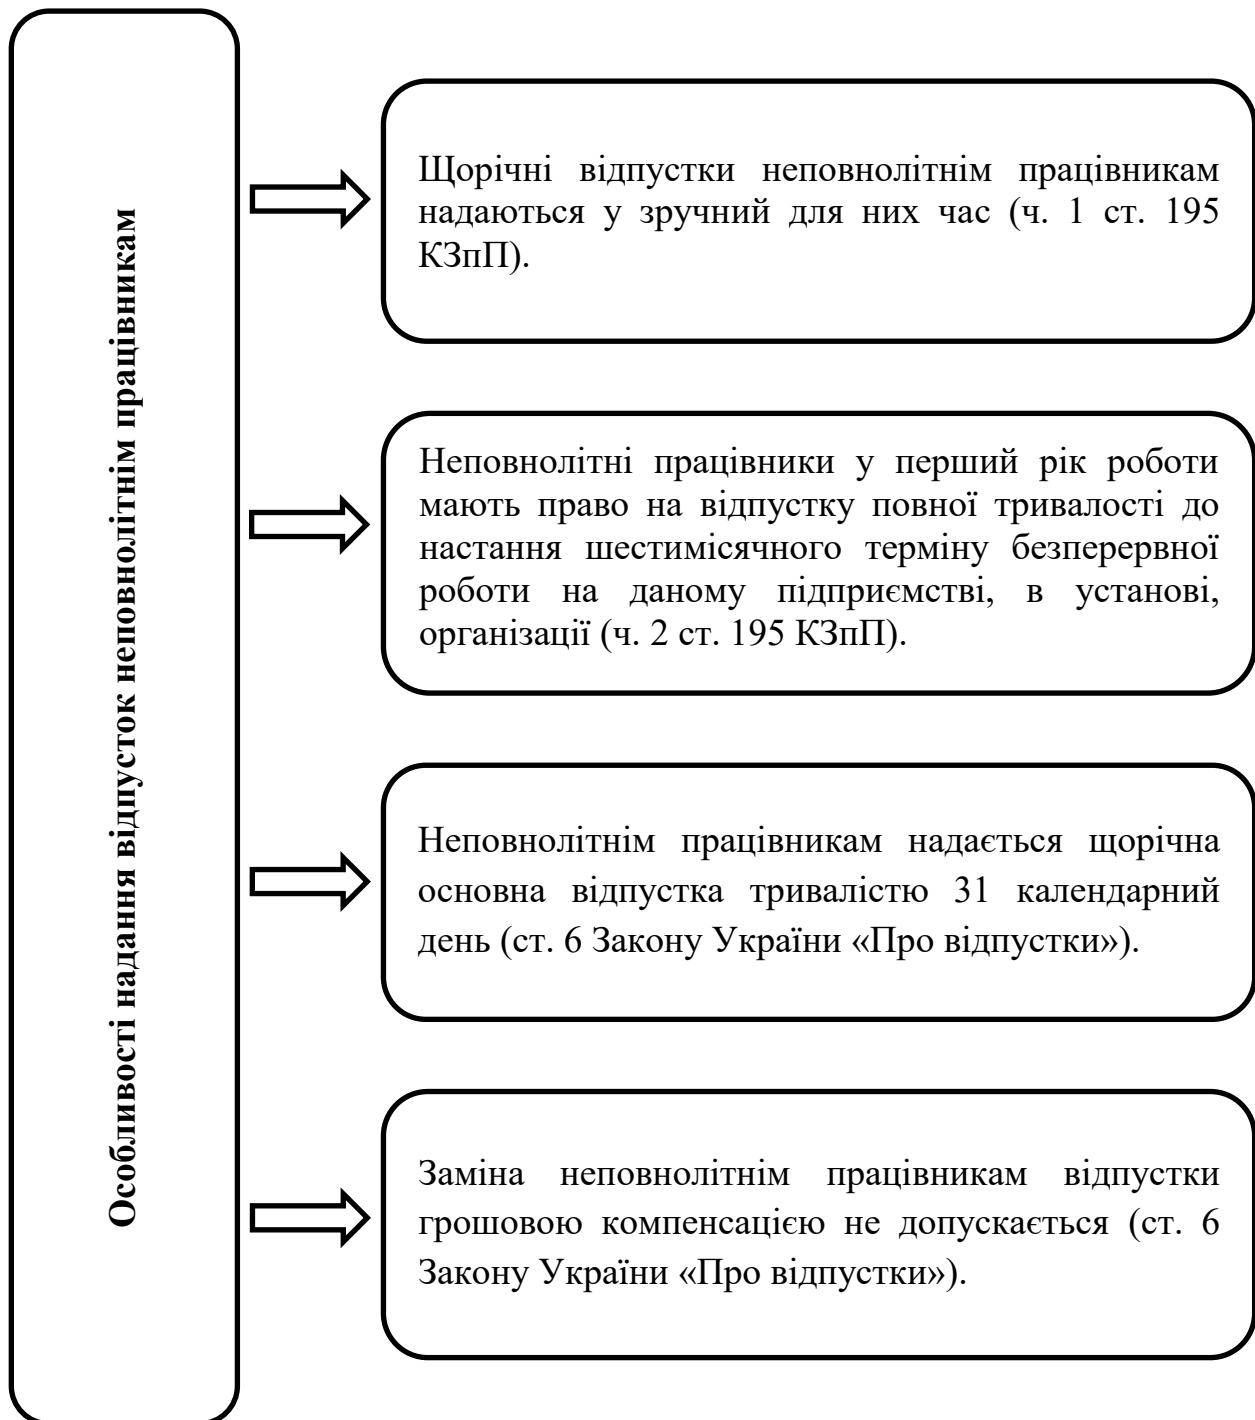 Особливості надання відпусток неповнолітнім працівникам
Щорічні відпустки неповнолітнім працівникам
надаються у зручний для них час (ч. 1 ст. 195
КЗпП).
Неповнолітні працівники у перший рік роботи
мають право на відпустку повної тривалості до
настання шестимісячного терміну безперервної
роботи на даному підприємстві, в установі,
організації (ч. 2 ст. 195 КЗпП).
Неповнолітнім працівникам надається щорічна
основна відпустка тривалістю 31 календарний
день (ст. 6 Закону України «Про відпустки»).
Заміна неповнолітнім працівникам відпустки
грошовою компенсацією не допускається (ст. 6
Закону України «Про відпустки»).